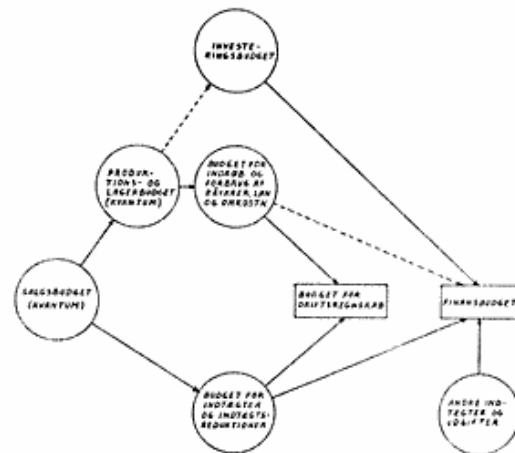 INVESTE-
RINGSBUDGET
PRODUK-
TIONS- OG
LAGERBUDGET
(KVANTUM)
BUDGET FOR
INDKØB OG
FORBRUG AF
RÅVARER, LØN
OG OMKOSTN.
SALGSBUDGET
(KVANTUM)
BUDGET FOR
DRIFTSREGNSKAB
FINANSBUDGET
BUDGET FOR
INDTÆGTER
OG INDTÆGTS-
REDUKTIONER
ANDRE IND-
TÆGTER OG
UDGIFTER